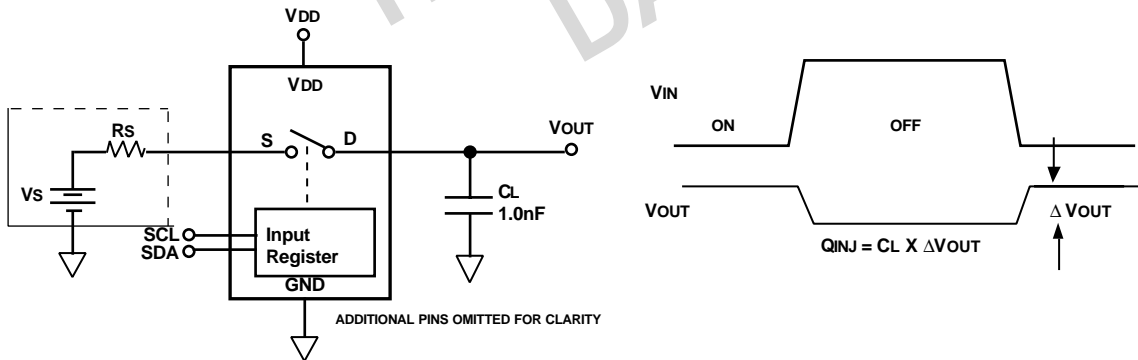 VDD
VDD
RS
S
D
VOUT
VS
CL
1.0nF
SCL
SDA
Input
Register
GND
ADDITIONAL PINS OMITTED FOR CLARITY
VIN
ON
OFF
VOUT
Δ VOUT
QINJ = CL X ΔVOUT